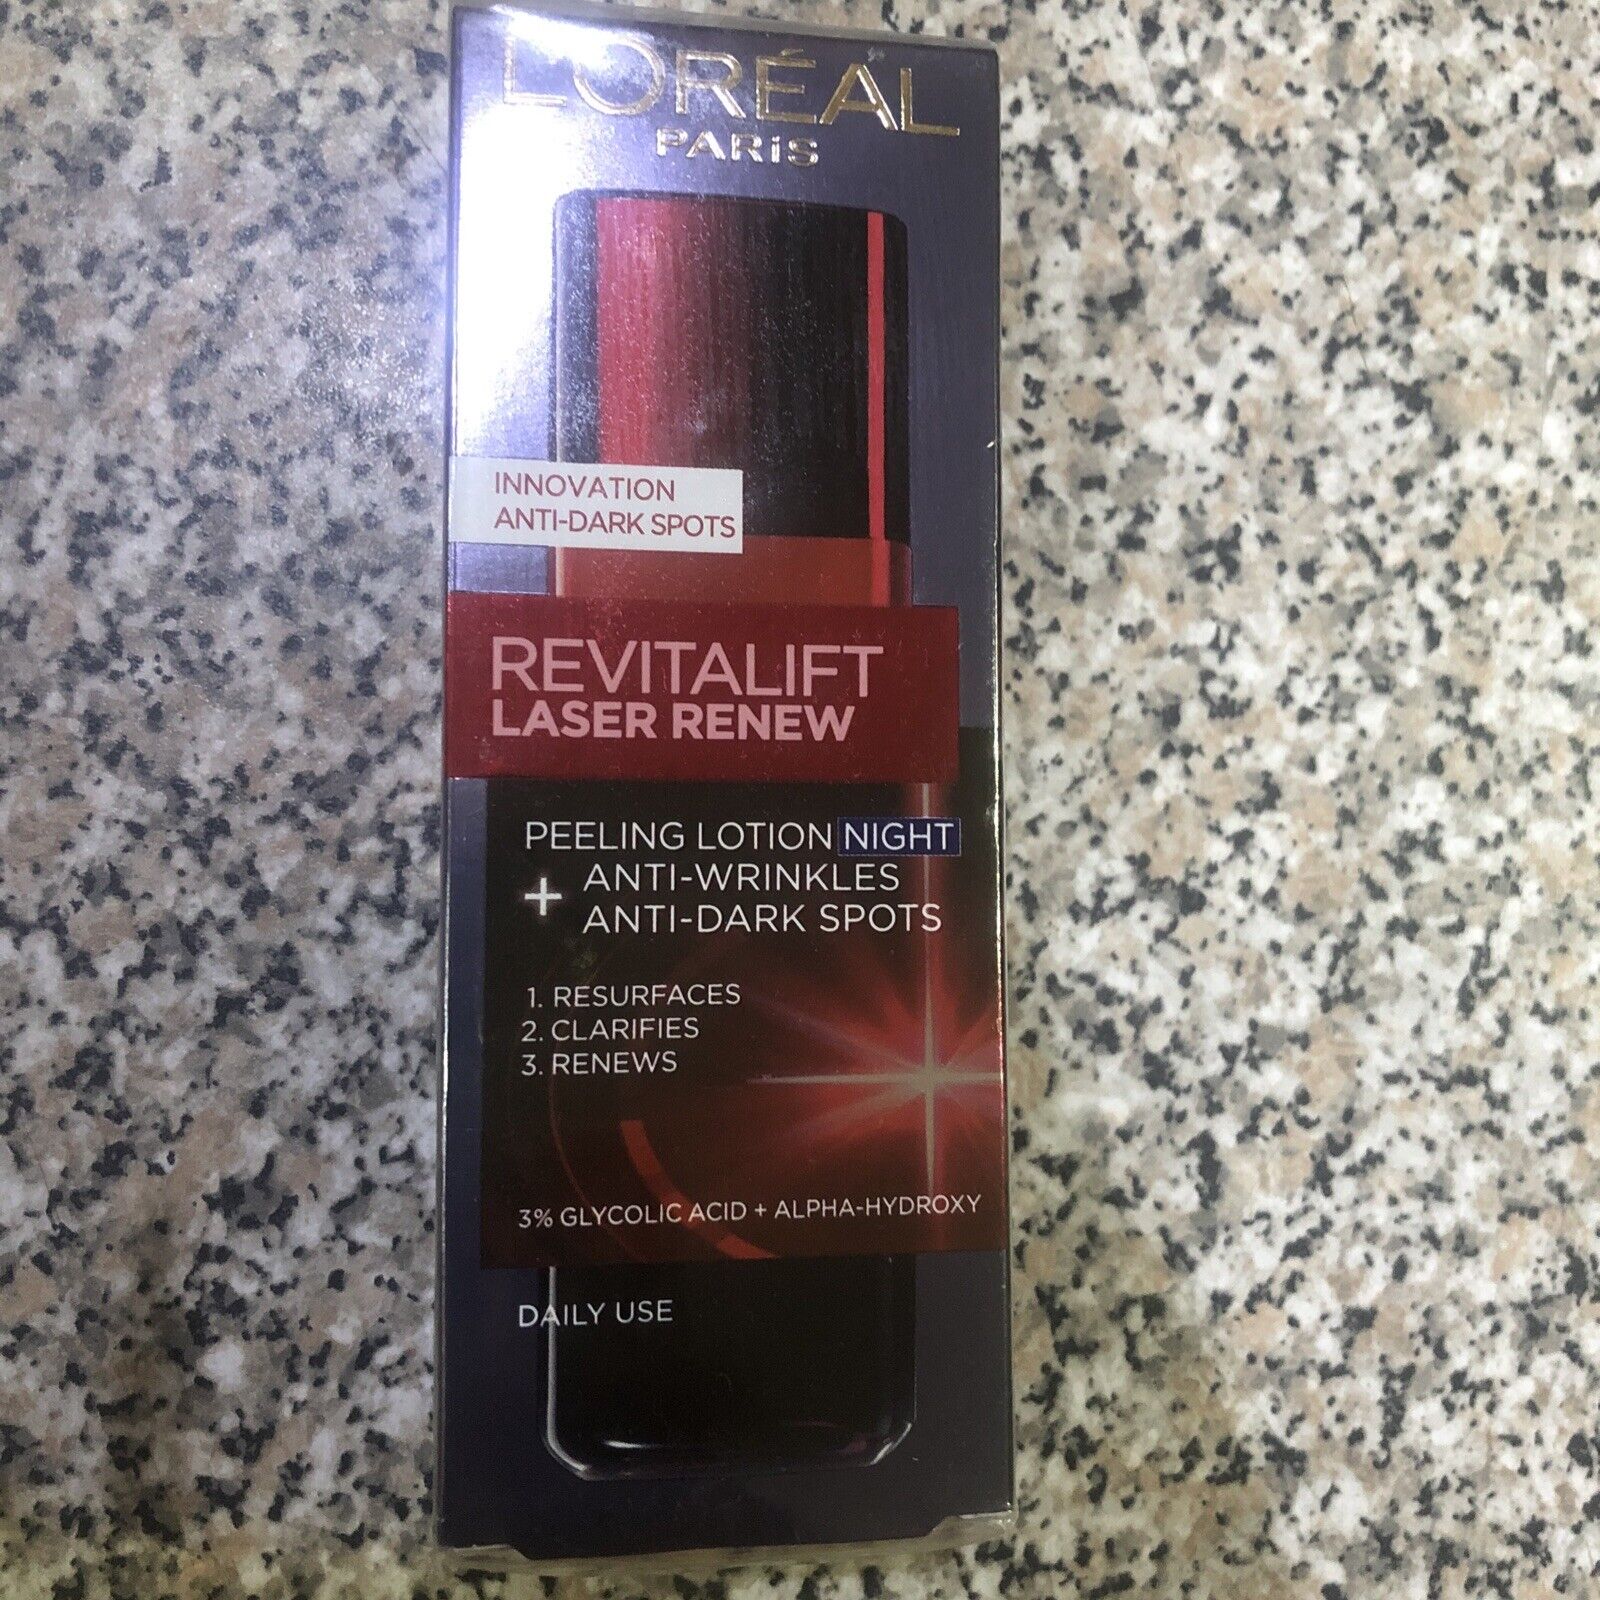 L'ORÉAL
PARiS
INNOVATION
ANTI-DARK SPOTS
REVITALIFT
LASER RENEW
PEELING LOTION NIGHT
+ ANTI-WRINKLES
ANTI-DARK SPOTS
1. RESURFACES
2. CLARIFIES
3. RENEWS
3% GLYCOLIC ACID + ALPHA-HYDROXY
DAILY USE